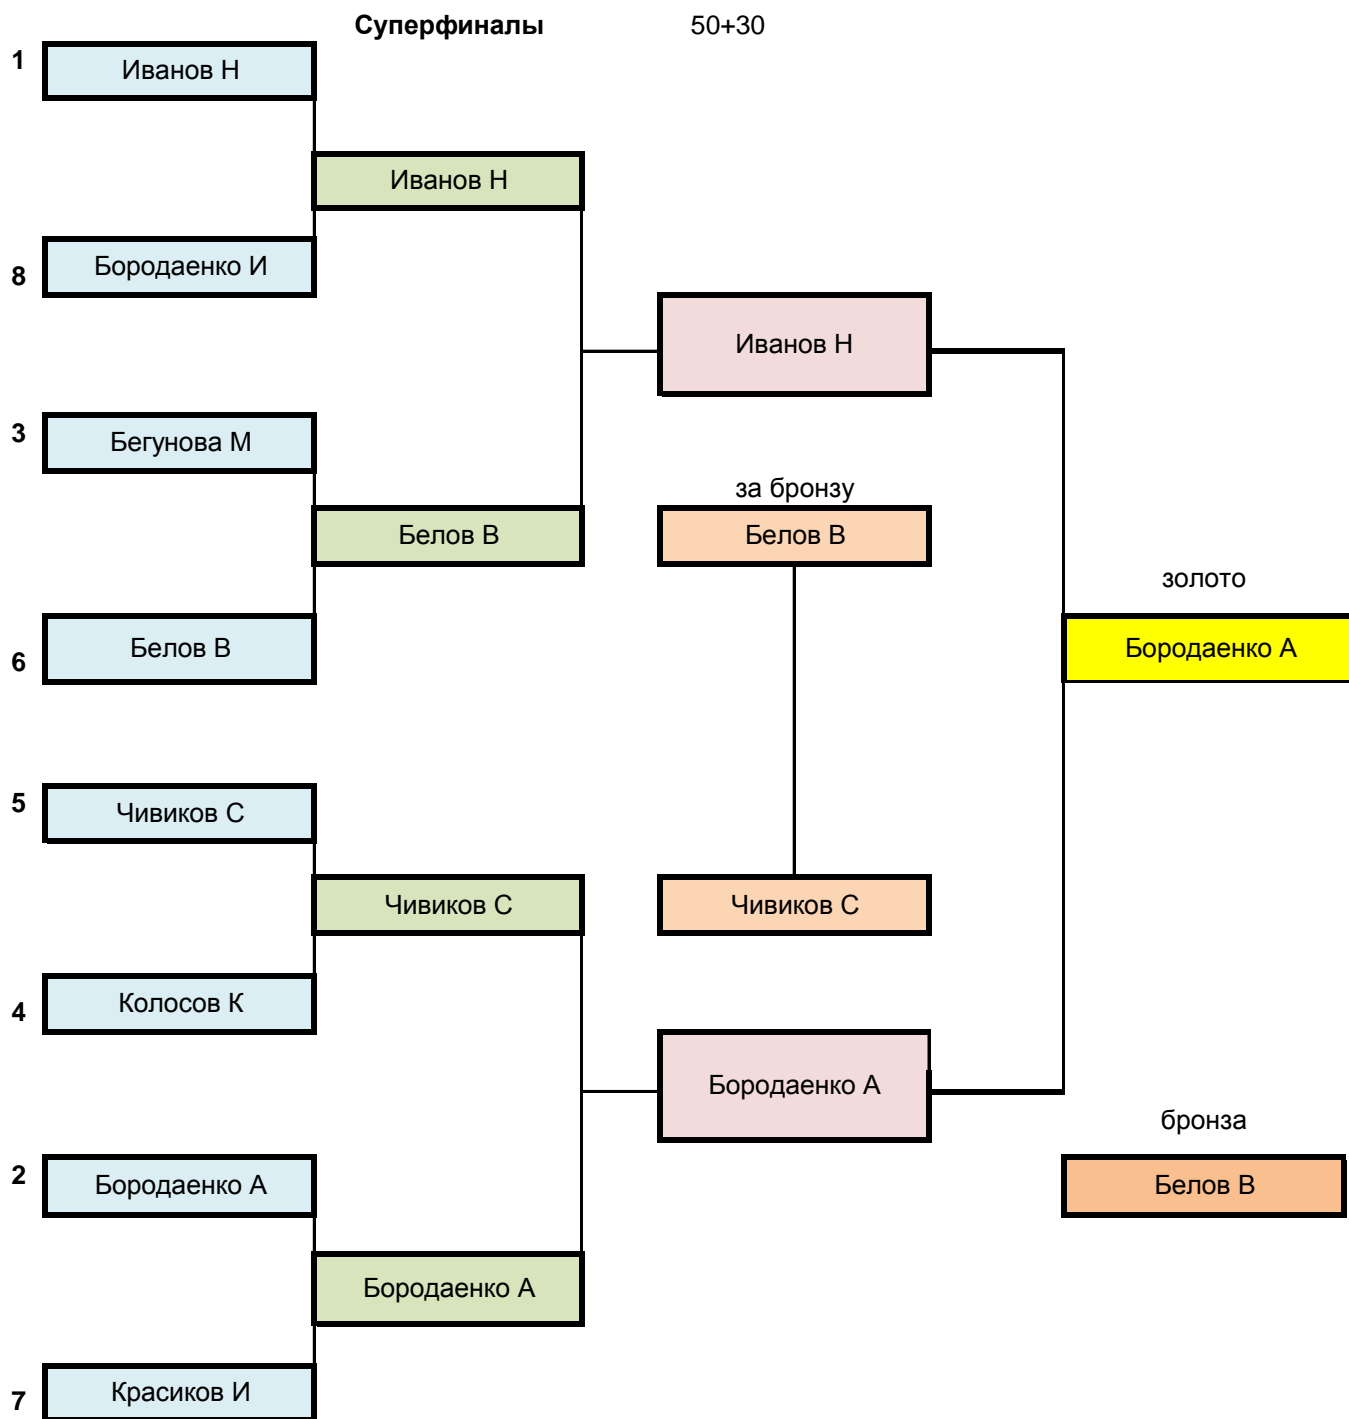 Суперфиналы 50+30
1 Иванов Н
Иванов Н
8 Бородаенко И
Иванов Н
3 Бегунова М
за бронзу
Белов В
Белов В
золото
6 Белов В
Бородаенко А
5 Чивиков С
Чивиков С
Чивиков С
4 Колосов К
Бородаенко А
бронза
2 Бородаенко А
Белов В
Бородаенко А
7 Красиков И